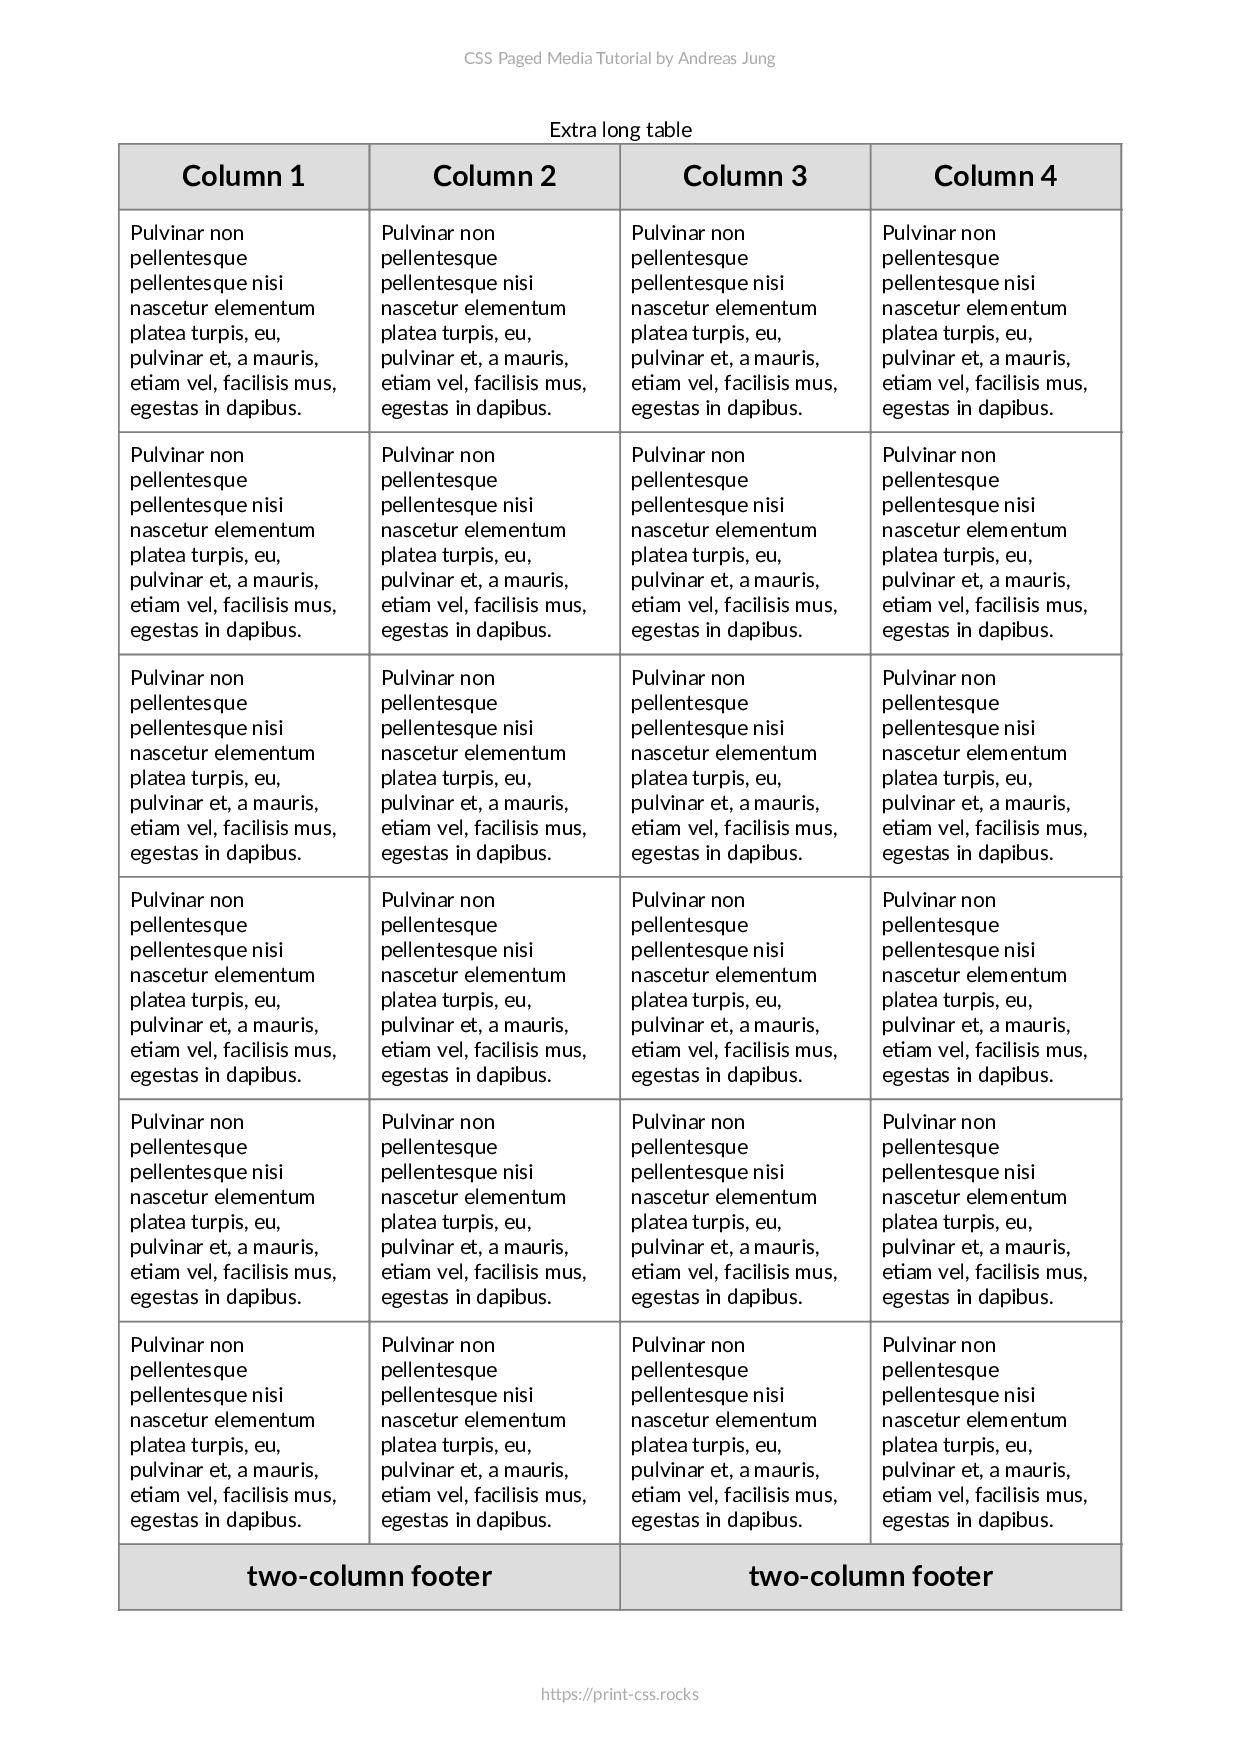 CSS Paged Media Tutorial by Andreas Jung
Extra long table
Column 1 Column 2 Column 3 Column 4
Pulvinar non Pulvinar non Pulvinar non Pulvinar non
pellentesque pellentesque pellentesque pellentesque
pellentesque nisi pellentesque nisi pellentesque nisi pellentesque nisi
nascetur elementum nascetur elementum nascetur elementum nascetur elementum
platea turpis, eu, platea turpis, eu, platea turpis, eu, platea turpis, eu,
pulvinar et, a mauris, pulvinar et, a mauris, pulvinar et, a mauris, pulvinar et, a mauris,
etiam vel, facilisis mus, etiam vel, facilisis mus, etiam vel, facilisis mus, etiam vel, facilisis mus,
egestas in dapibus. egestas in dapibus. egestas in dapibus. egestas in dapibus.
Pulvinar non Pulvinar non Pulvinar non Pulvinar non
pellentesque pellentesque pellentesque pellentesque
pellentesque nisi pellentesque nisi pellentesque nisi pellentesque nisi
nascetur elementum nascetur elementum nascetur elementum nascetur elementum
platea turpis, eu, platea turpis, eu, platea turpis, eu, platea turpis, eu,
pulvinar et, a mauris, pulvinar et, a mauris, pulvinar et, a mauris, pulvinar et, a mauris,
etiam vel, facilisis mus, etiam vel, facilisis mus, etiam vel, facilisis mus, etiam vel, facilisis mus,
egestas in dapibus. egestas in dapibus. egestas in dapibus. egestas in dapibus.
Pulvinar non Pulvinar non Pulvinar non Pulvinar non
pellentesque pellentesque pellentesque pellentesque
pellentesque nisi pellentesque nisi pellentesque nisi pellentesque nisi
nascetur elementum nascetur elementum nascetur elementum nascetur elementum
platea turpis, eu, platea turpis, eu, platea turpis, eu, platea turpis, eu,
pulvinar et, a mauris, pulvinar et, a mauris, pulvinar et, a mauris, pulvinar et, a mauris,
etiam vel, facilisis mus, etiam vel, facilisis mus, etiam vel, facilisis mus, etiam vel, facilisis mus,
egestas in dapibus. egestas in dapibus. egestas in dapibus. egestas in dapibus.
Pulvinar non Pulvinar non Pulvinar non Pulvinar non
pellentesque pellentesque pellentesque pellentesque
pellentesque nisi pellentesque nisi pellentesque nisi pellentesque nisi
nascetur elementum nascetur elementum nascetur elementum nascetur elementum
platea turpis, eu, platea turpis, eu, platea turpis, eu, platea turpis, eu,
pulvinar et, a mauris, pulvinar et, a mauris, pulvinar et, a mauris, pulvinar et, a mauris,
etiam vel, facilisis mus, etiam vel, facilisis mus, etiam vel, facilisis mus, etiam vel, facilisis mus,
egestas in dapibus. egestas in dapibus. egestas in dapibus. egestas in dapibus.
Pulvinar non Pulvinar non Pulvinar non Pulvinar non
pellentesque pellentesque pellentesque pellentesque
pellentesque nisi pellentesque nisi pellentesque nisi pellentesque nisi
nascetur elementum nascetur elementum nascetur elementum nascetur elementum
platea turpis, eu, platea turpis, eu, platea turpis, eu, platea turpis, eu,
pulvinar et, a mauris, pulvinar et, a mauris, pulvinar et, a mauris, pulvinar et, a mauris,
etiam vel, facilisis mus, etiam vel, facilisis mus, etiam vel, facilisis mus, etiam vel, facilisis mus,
egestas in dapibus. egestas in dapibus. egestas in dapibus. egestas in dapibus.
Pulvinar non Pulvinar non Pulvinar non Pulvinar non
pellentesque pellentesque pellentesque pellentesque
pellentesque nisi pellentesque nisi pellentesque nisi pellentesque nisi
nascetur elementum nascetur elementum nascetur elementum nascetur elementum
platea turpis, eu, platea turpis, eu, platea turpis, eu, platea turpis, eu,
pulvinar et, a mauris, pulvinar et, a mauris, pulvinar et, a mauris, pulvinar et, a mauris,
etiam vel, facilisis mus, etiam vel, facilisis mus, etiam vel, facilisis mus, etiam vel, facilisis mus,
egestas in dapibus. egestas in dapibus. egestas in dapibus. egestas in dapibus.
two-column footer two-column footer
https://print-css.rocks